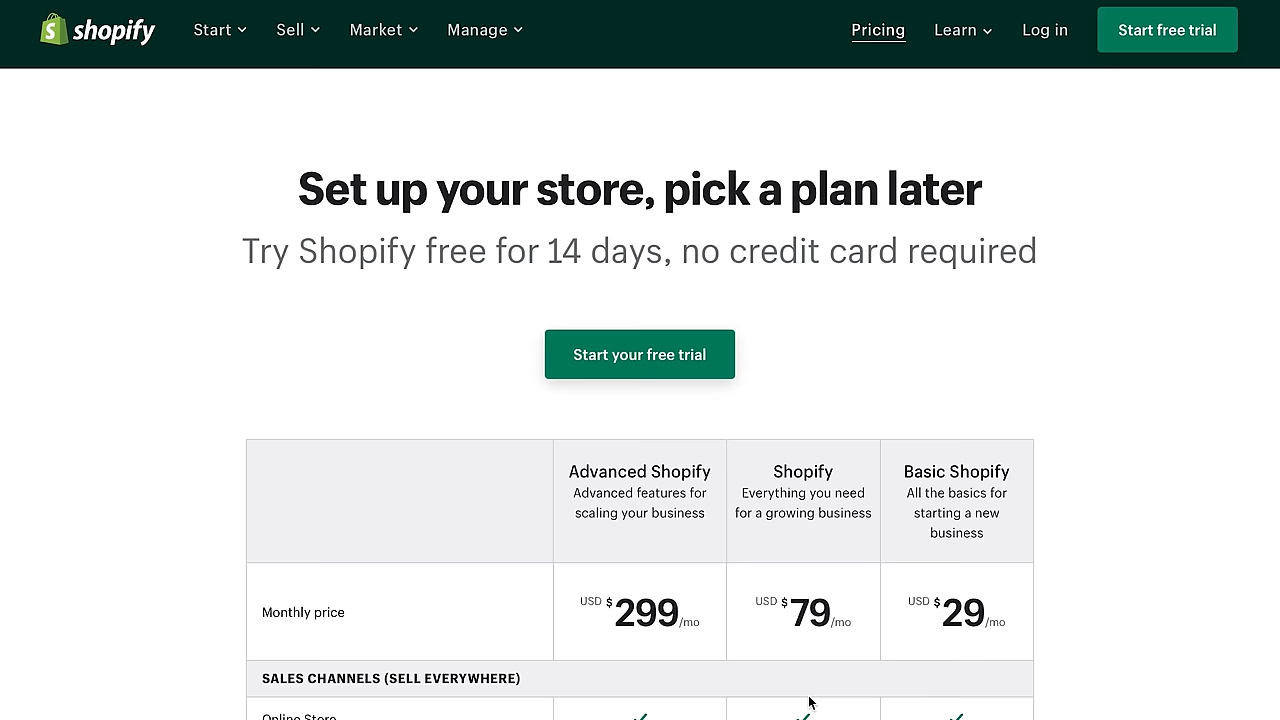 shopify
Start
Sell
Market
Manage
Pricing
Learn
Log in
Start free trial
Set up your store, pick a plan later
Try Shopify free for 14 days, no credit card required
Start your free trial
Advanced Shopify
Advanced features for
scaling your business
Shopify
Everything you need
for a growing business
Basic Shopify
All the basics for
starting a new
business
Monthly price
USD $299/mo
USD $79/mo
USD $29/mo
SALES CHANNELS (SELL EVERYWHERE)
Online Store